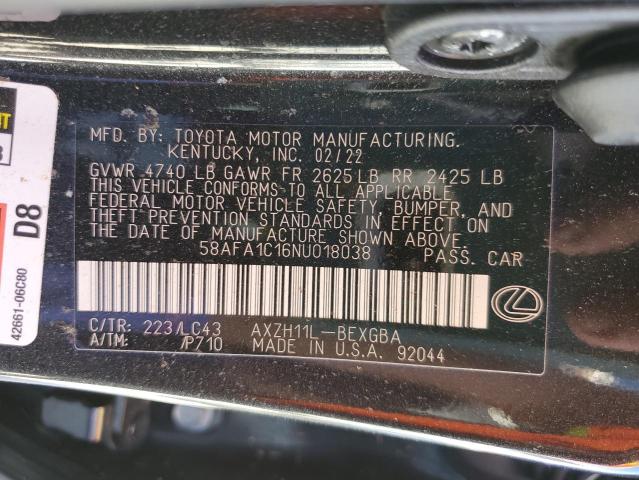 MFD. BY: TOYOTA MOTOR MANUFACTURING.
KENTUCKY, INC. 02/22
GVWR 4740 LB GAWR FR 2625 LB RR 2425 LB
THIS VEHICLE CONFORMS TO ALL APPLICABLE
FEDERAL MOTOR VEHICLE SAFETY, BUMPER, AND
THEFT PREVENTION STANDARDS IN EFFECT ON
THE DATE OF MANUFACTURE SHOWN ABOVE.
58AFA1C16NU018038 PASS. CAR
C/TR: 223/LC43 AXZH11L-BEXGBA
A/TM: /P710 MADE IN U.S.A. 92044
D8
42661-06C80